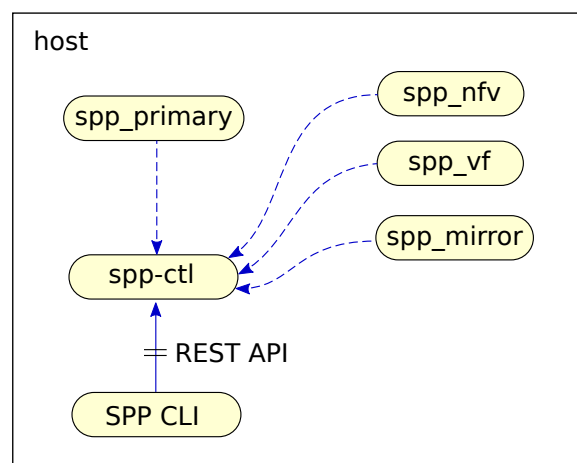 host
spp_primary
spp_nfv
spp_vf
spp_mirror
spp-ctl
REST API
SPP CLI